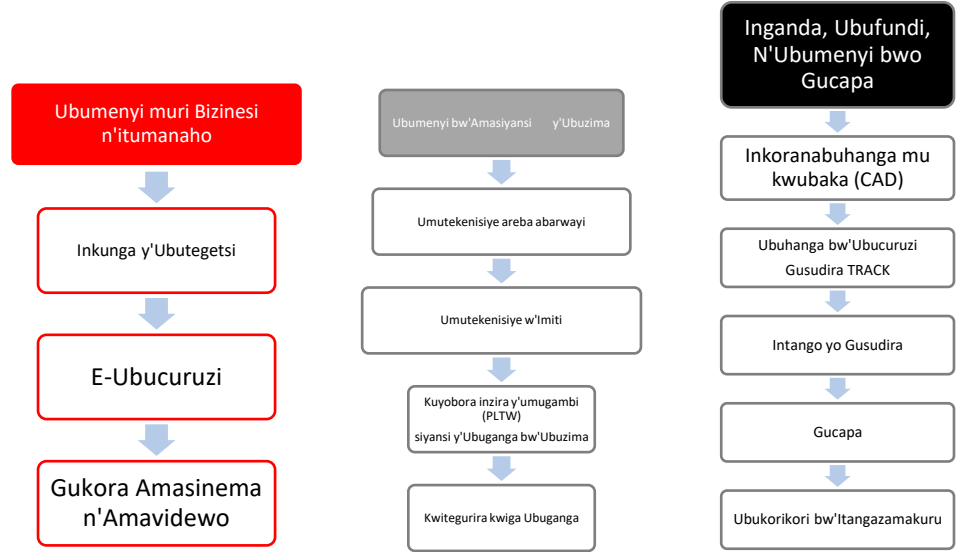 Ubumenyi muri Bizinesi
n'itumanaho
Inkunga y'Ubutegetsi
E-Ubucuruzi
Gukora Amasinema
n'Amavidewo
Ubumenyi bw'Amasiyansi y'Ubuzima
Umutekenisiye areba abarwayi
Umutekenisiye w'Imiti
Kuyobora inzira y'umugambi
(PLTW)
siyansi y'Ubuganga bw'Ubuzima
Kwitegurira kwiga Ubuganga
Inganda, Ubufundi,
N'Ubumenyi bwo
Gucapa
Inkoranabuhanga mu
kwubaka (CAD)
Ubuhanga bw'Ubucuruzi
Gusudira TRACK
Intango yo Gusudira
Gucapa
Ubukorikori bw'Itangazamakuru